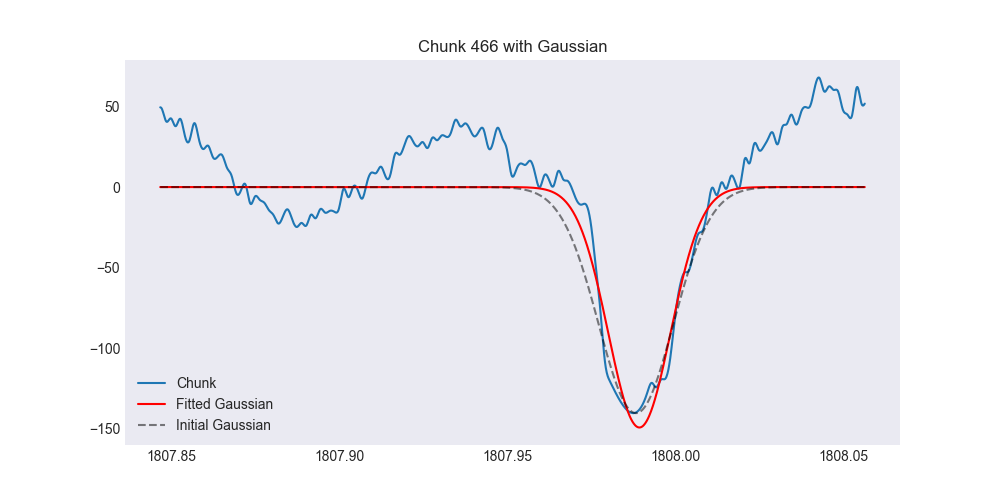 Chunk 466 with Gaussian
50
0
−50
−100
−150
Chunk
Fitted Gaussian
Initial Gaussian
1807.85 1807.90 1807.95 1808.00 1808.05